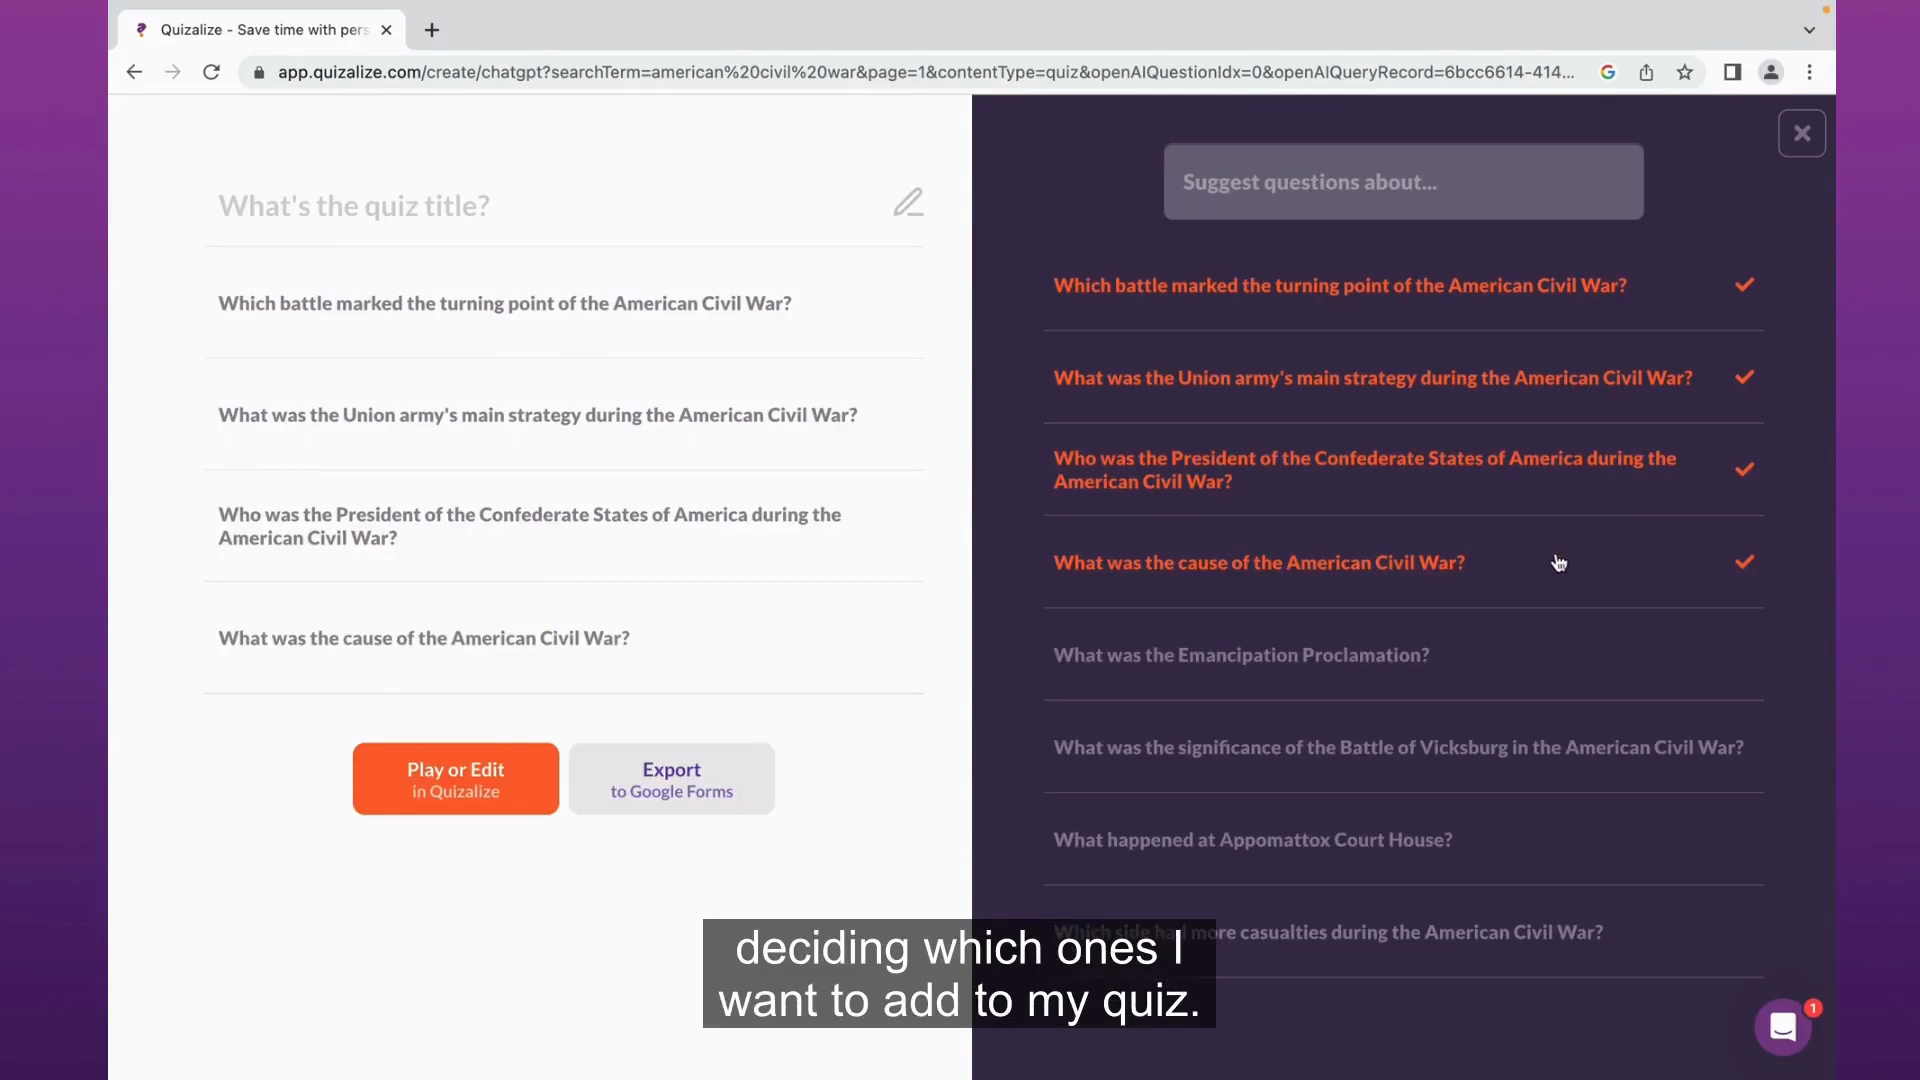 Quizalize - Save time with pers
app.quizalize.com/create/chatgpt?searchTerm=american%20civil%20war&page=1&contentType=quiz&openAIQuestionIdx=0&openAIQueryRecord=6bcc6614-414...
What's the quiz title?
Which battle marked the turning point of the American Civil War?
What was the Union army's main strategy during the American Civil War?
Who was the President of the Confederate States of America during the
American Civil War?
What was the cause of the American Civil War?
Play or Edit
in Quizalize
Export
to Google Forms
Suggest questions about...
Which battle marked the turning point of the American Civil War?
What was the Union army's main strategy during the American Civil War?
Who was the President of the Confederate States of America during the
American Civil War?
What was the cause of the American Civil War?
What was the Emancipation Proclamation?
What was the significance of the Battle of Vicksburg in the American Civil War?
What happened at Appomattox Court House?
Which side had more casualties during the American Civil War?
1
deciding which ones I
want to add to my quiz.